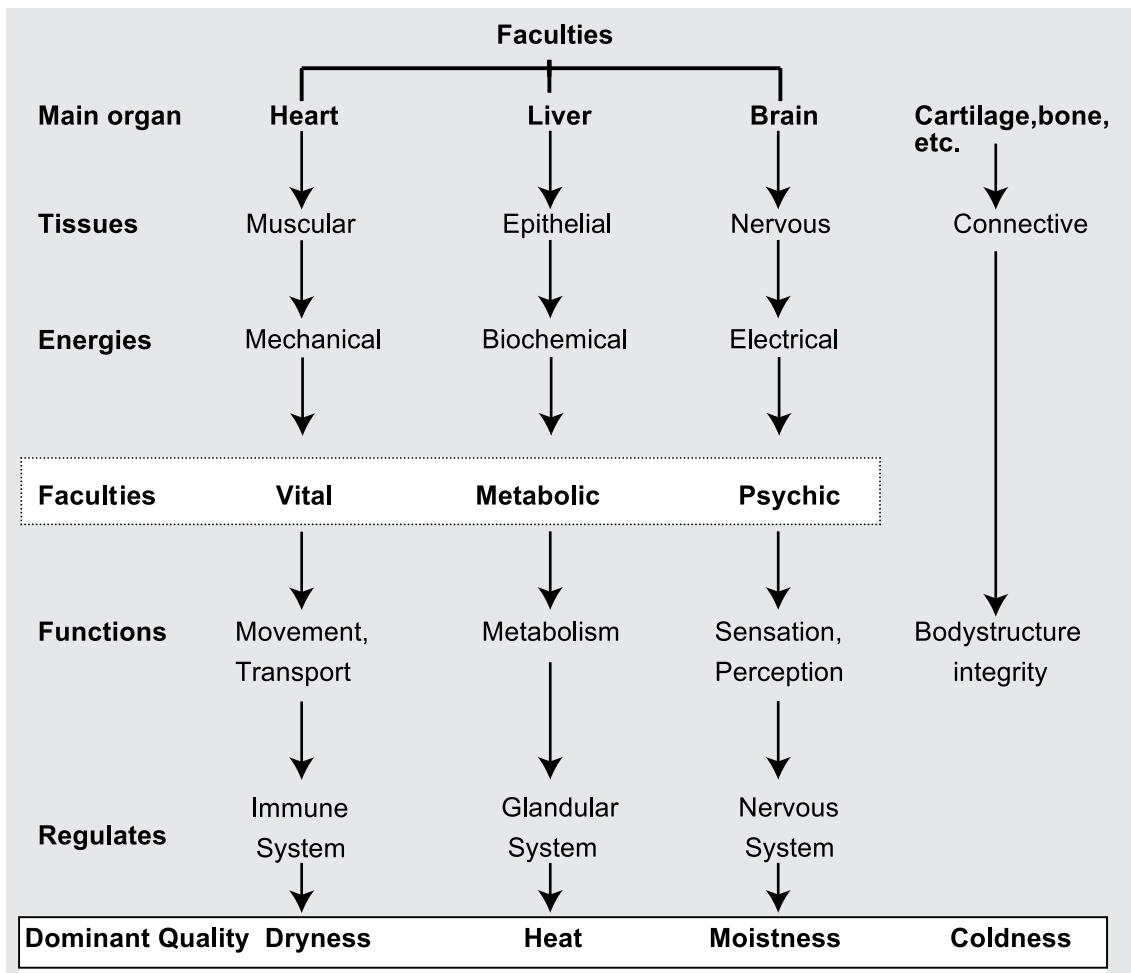 Faculties
Main organ Heart Liver Brain Cartilage,bone,
etc.
Tissues Muscular Epithelial Nervous Connective
Energies Mechanical Biochemical Electrical
Faculties Vital Metabolic Psychic
Functions Movement, Metabolism Sensation, Bodystructure
Transport Perception integrity
Immune Glandular Nervous
Regulates
System System System
Dominant Quality Dryness Heat Moistness Coldness